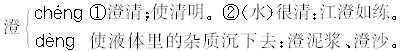 澄
chéng ①澄清;使清明。②(水)很清:江澄如练。
dèng 使液体里的杂质沉下去:澄泥浆、澄沙。